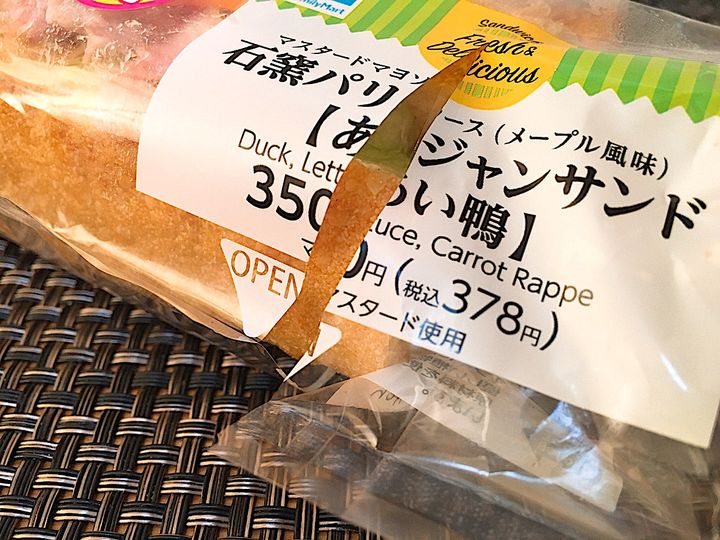 FamilyMart
Sandwich
Fresh &
Delicious
マスタードマヨ ース (メープル風味)
石窯パリ ジャンサンド
【あ い鴨】
Duck, Lett uce, Carrot Rappe
350 円 (税込378円)
マスタード使用
OPEN